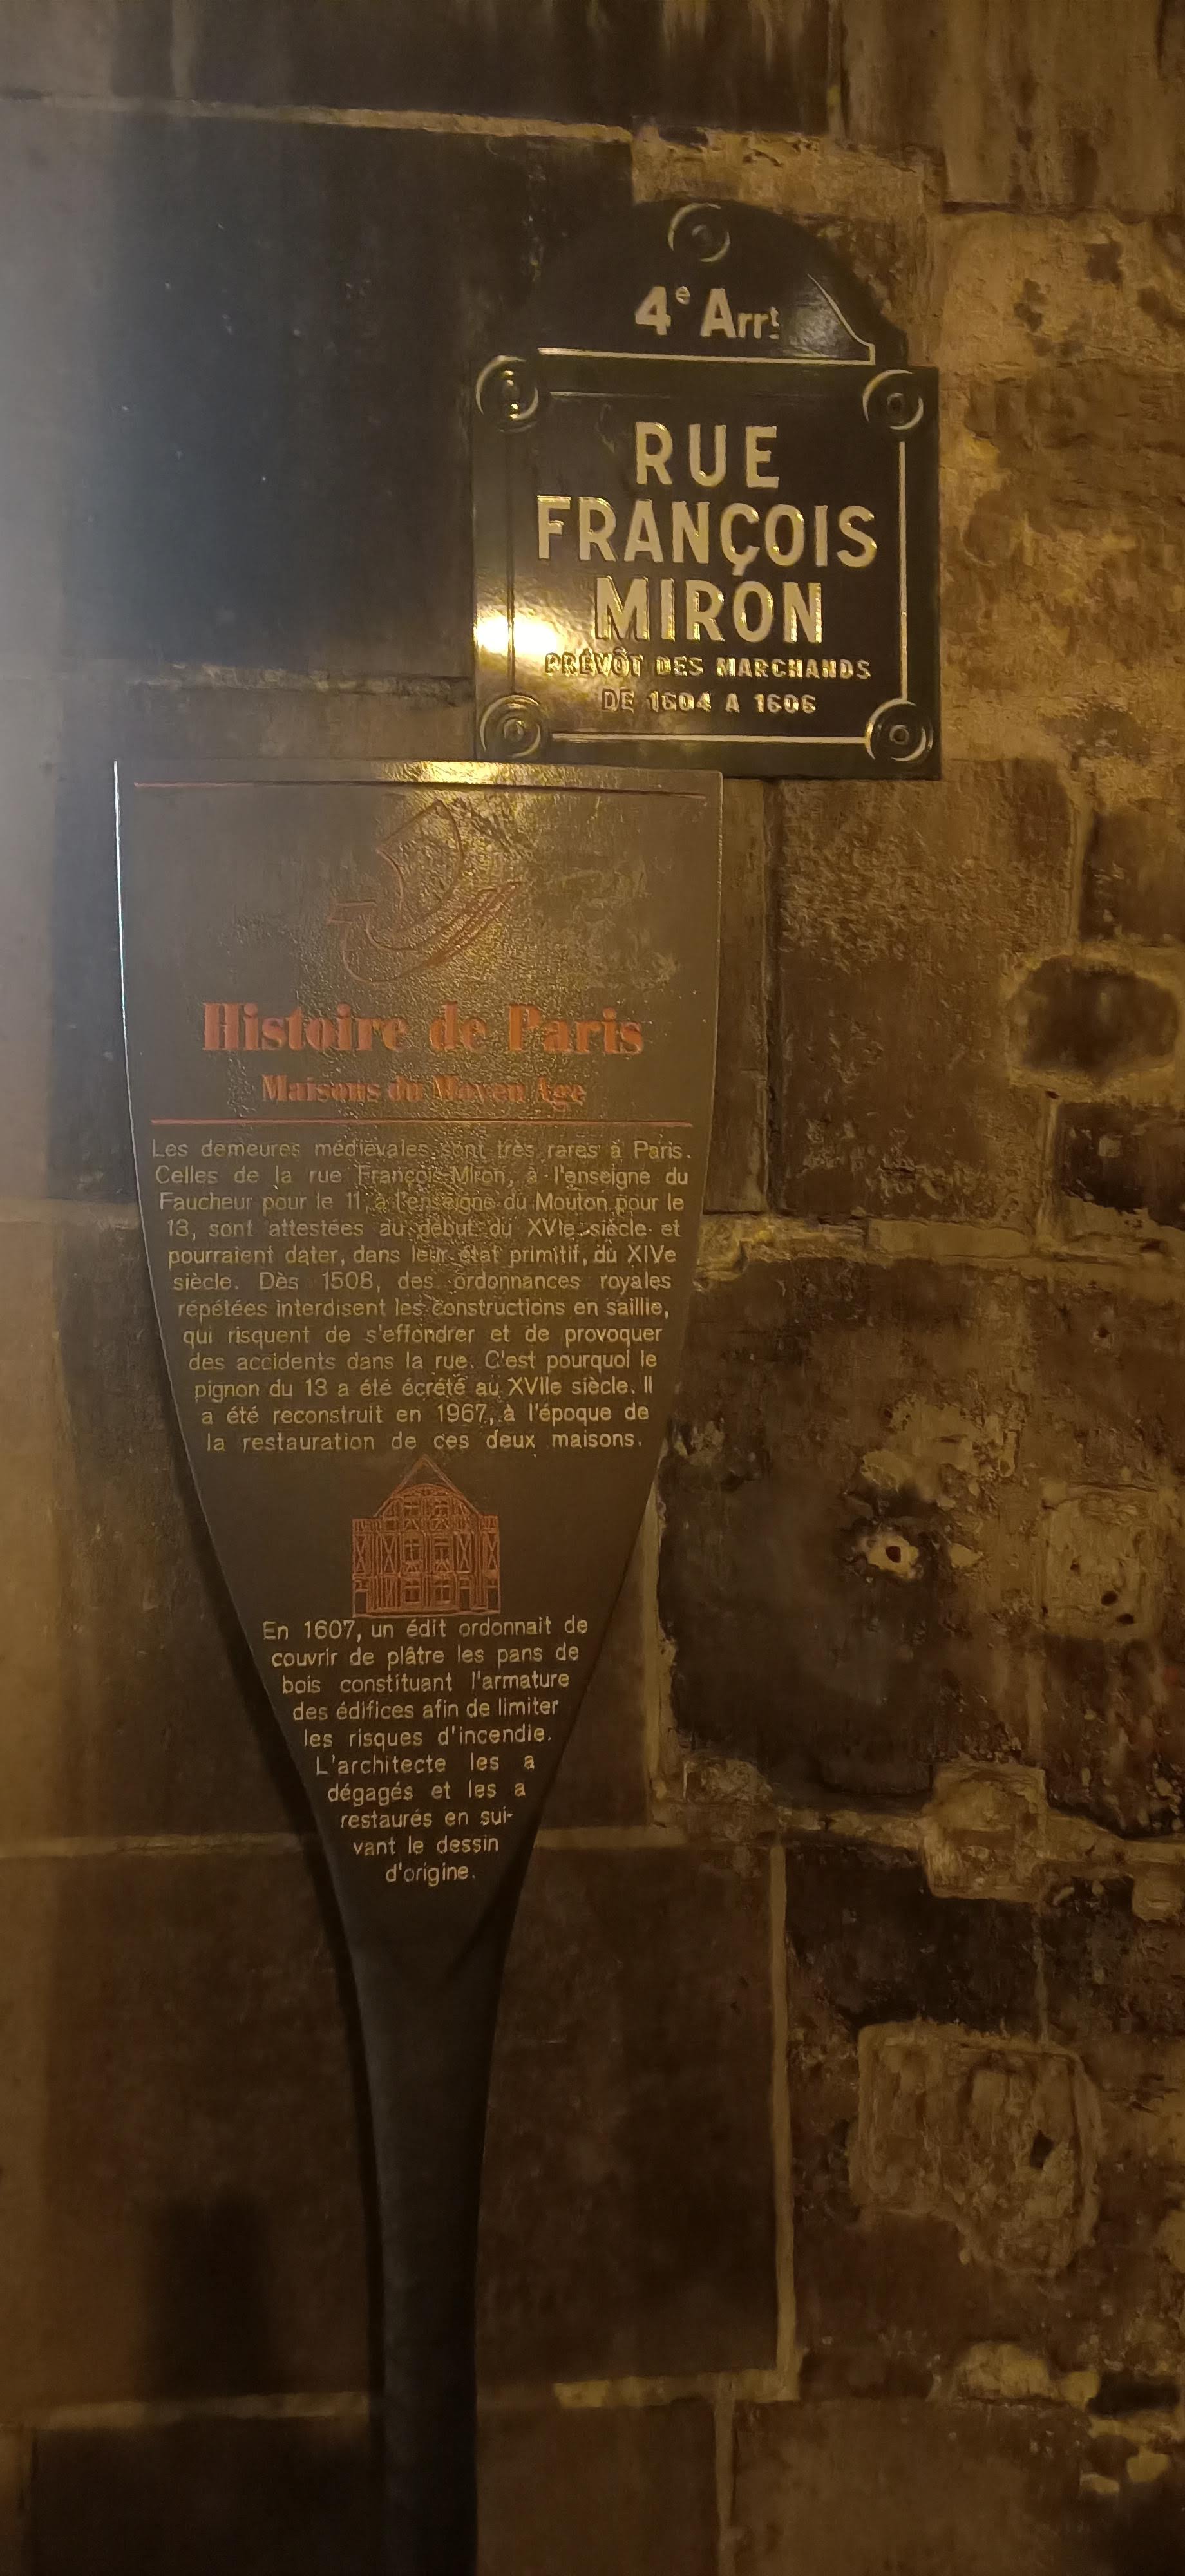 4e Arrt
RUE
FRANÇOIS
MIRON
PRÉVÔT DES MARCHANDS
DE 1604 A 1606
Histoire de Paris
Maisons du Moyen Age
Les demeures médiévales sont très rares à Paris.
Celles de la rue François-Miron, à l'enseigne du
Faucheur pour le 11, à l'enseigne du Mouton pour le
13, sont attestées au début du XVIe siècle et
pourraient dater, dans leur état primitif, du XIVe
siècle. Dès 1508, des ordonnances royales
répétées interdisent les constructions en saillie,
qui risquent de s'effondrer et de provoquer
des accidents dans la rue. C'est pourquoi le
pignon du 13 a été écrêté au XVIIe siècle. Il
a été reconstruit en 1967, à l'époque de
la restauration de ces deux maisons.
En 1607, un édit ordonnait de
couvrir de plâtre les pans de
bois constituant l'armature
des édifices afin de limiter
les risques d'incendie.
L'architecte les a
dégagés et les a
restaurés en sui-
vant le dessin
d'origine.